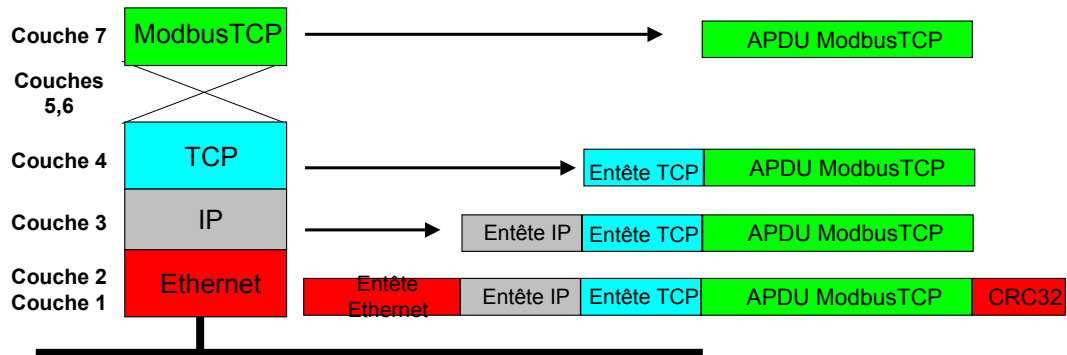 Couche 7
ModbusTCP
APDU ModbusTCP
Couches
5,6
Couche 4
TCP
Entête TCP
APDU ModbusTCP
Couche 3
IP
Entête IP
Entête TCP
APDU ModbusTCP
Couche 2
Couche 1
Ethernet
Entête
Ethernet
Entête IP
Entête TCP
APDU ModbusTCP
CRC32